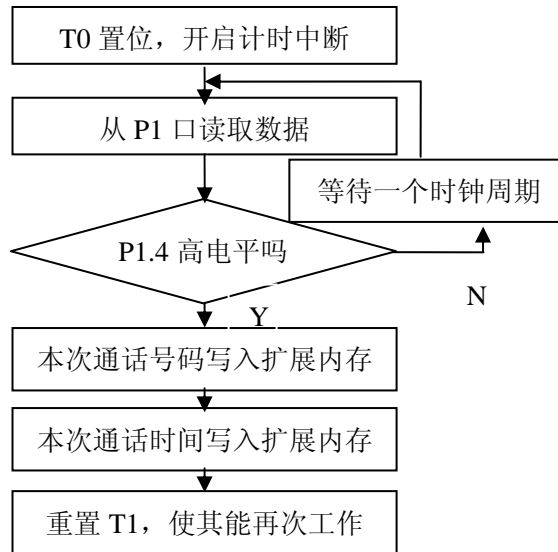 T0 置位，开启计时中断
从 P1 口读取数据
等待一个时钟周期
P1.4 高电平吗
N
Y
本次通话号码写入扩展内存
本次通话时间写入扩展内存
重置 T1，使其能再次工作